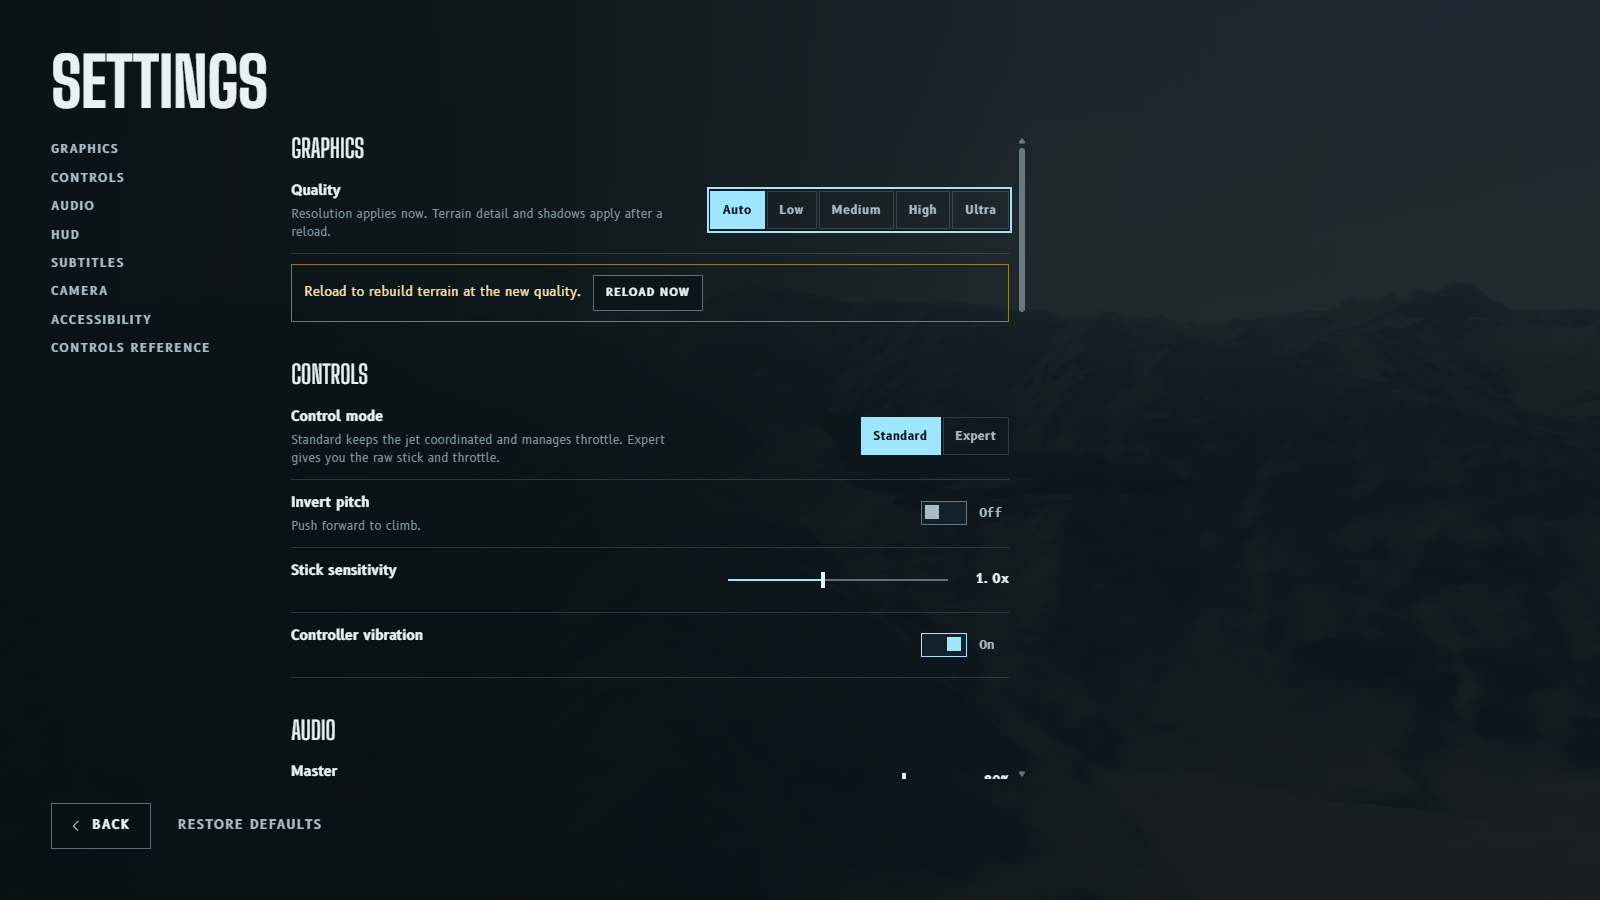 SETTINGS
GRAPHICS
CONTROLS
AUDIO
HUD
SUBTITLES
CAMERA
ACCESSIBILITY
CONTROLS REFERENCE
GRAPHICS
Quality
Resolution applies now. Terrain detail and shadows apply after a
reload.
Auto Low Medium High Ultra
Reload to rebuild terrain at the new quality. RELOAD NOW
CONTROLS
Control mode
Standard keeps the jet coordinated and manages throttle. Expert
gives you the raw stick and throttle.
Standard Expert
Invert pitch
Push forward to climb.
Off
Stick sensitivity
1.0x
Controller vibration
On
AUDIO
Master
BACK RESTORE DEFAULTS